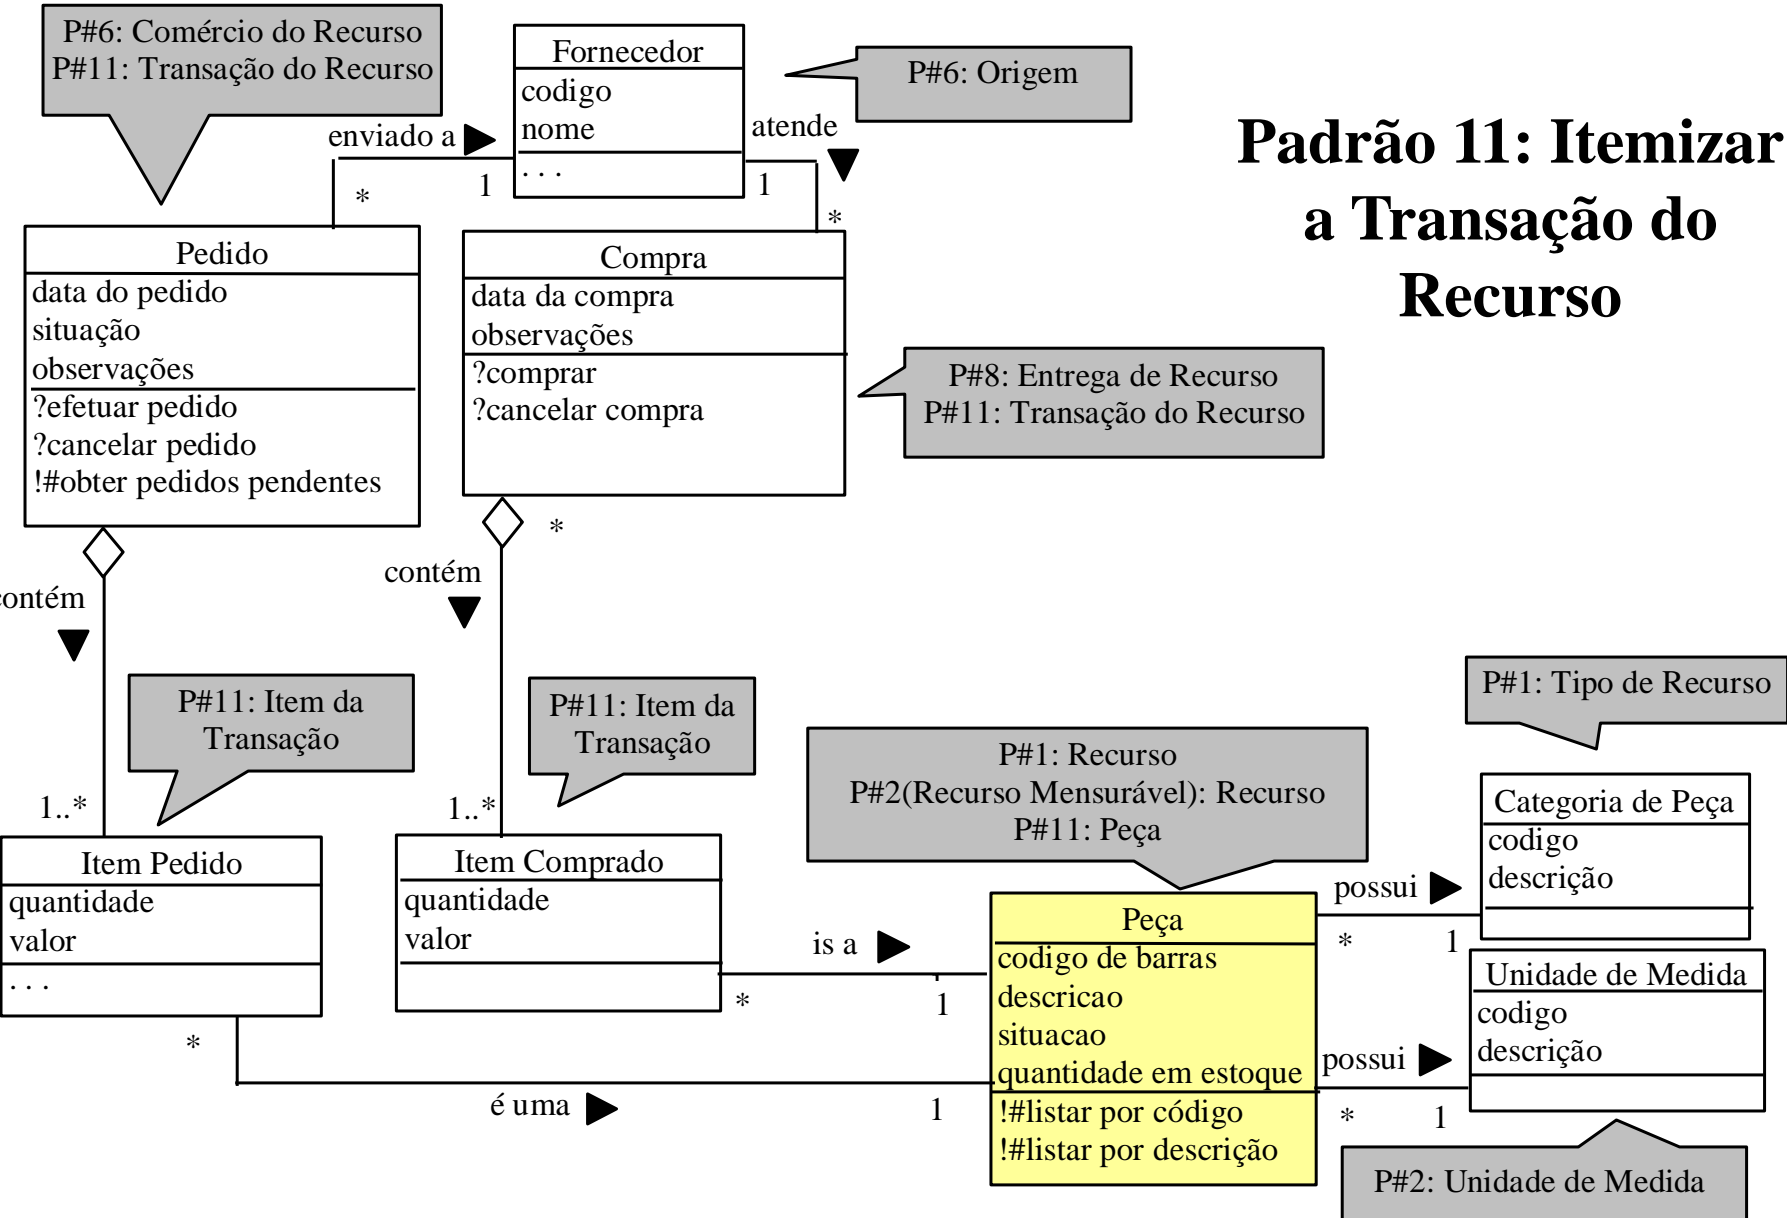 P#6: Comércio do Recurso
P#11: Transação do Recurso
Fornecedor
codigo
nome
. . .
P#6: Origem
Padrão 11: Itemizar
a Transação do
Recurso
enviado a
*
1
atende
1
*
Pedido
data do pedido
situação
observações
?efetuar pedido
?cancelar pedido
!#obter pedidos pendentes
Compra
data da compra
observações
?comprar
?cancelar compra
P#8: Entrega de Recurso
P#11: Transação do Recurso
*
contém
contém
P#11: Item da
Transação
P#11: Item da
Transação
P#1: Recurso
P#2(Recurso Mensurável): Recurso
P#11: Peça
P#1: Tipo de Recurso
1..*
1..*
Item Pedido
quantidade
valor
. . .
Item Comprado
quantidade
valor
is a
*
1
Peça
codigo de barras
descricao
situacao
quantidade em estoque
!#listar por código
!#listar por descrição
possui
*
1
Categoria de Peça
codigo
descrição
Unidade de Medida
codigo
descrição
possui
*
1
*
é uma
1
P#2: Unidade de Medida